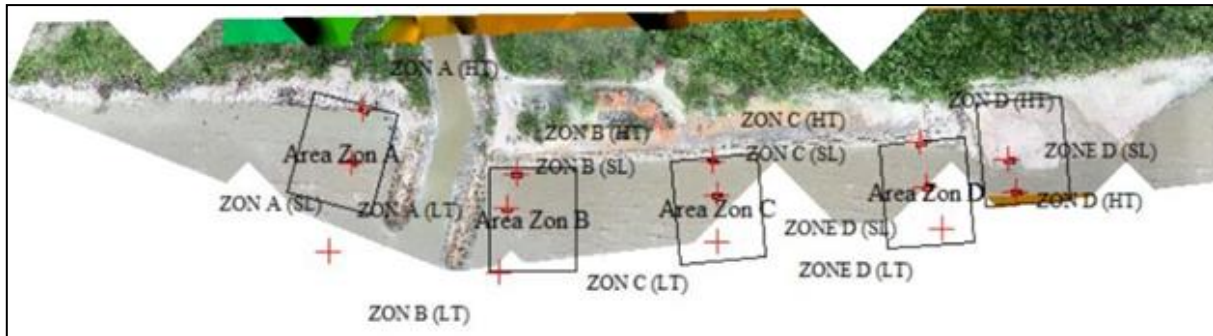 ZON A (HT)
ZON D (HT)
ZON B (HT)
ZON C (HT)
Area Zon A
ZON B (SL)
ZON C (SL)
ZONE D (SL)
Area Zon D
ZON A (SL)
ZON A (LT)
Area Zon B
Area Zon C
ZON D (HT)
ZONE D (SL)
ZONE D (LT)
ZON C (LT)
ZON B (LT)